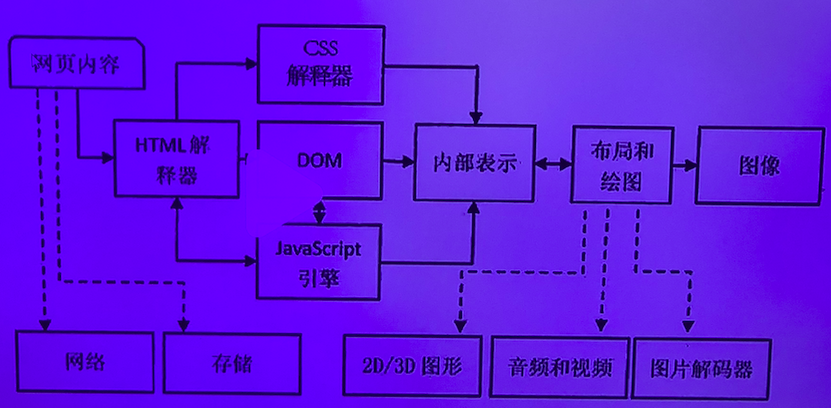 网页内容
CSS
解释器
HTML解
释器
DOM
内部表示
布局和
绘图
图像
JavaScript
引擎
网络
存储
2D/3D 图形
音频和视频
图片解码器